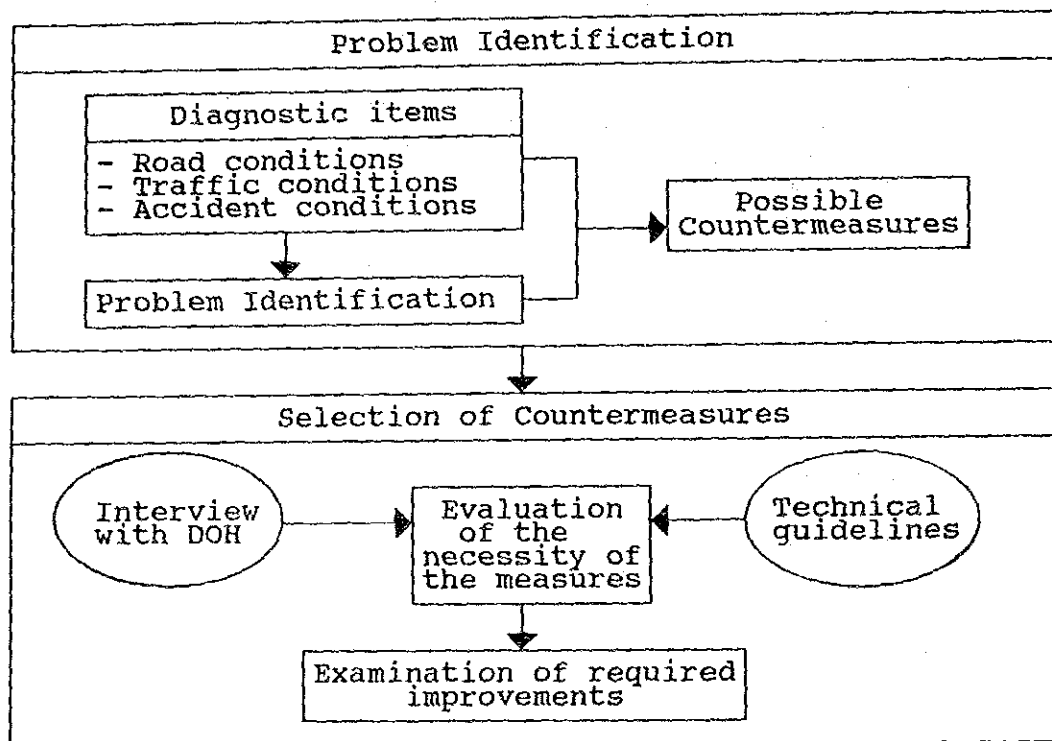 Problem Identification
Diagnostic items
- Road conditions
- Traffic conditions
- Accident conditions
Possible
Countermeasures
Problem Identification
Selection of Countermeasures
Interview
with DOH
Evaluation
of the
necessity of
the measures
Technical
guidelines
Examination of required
improvements